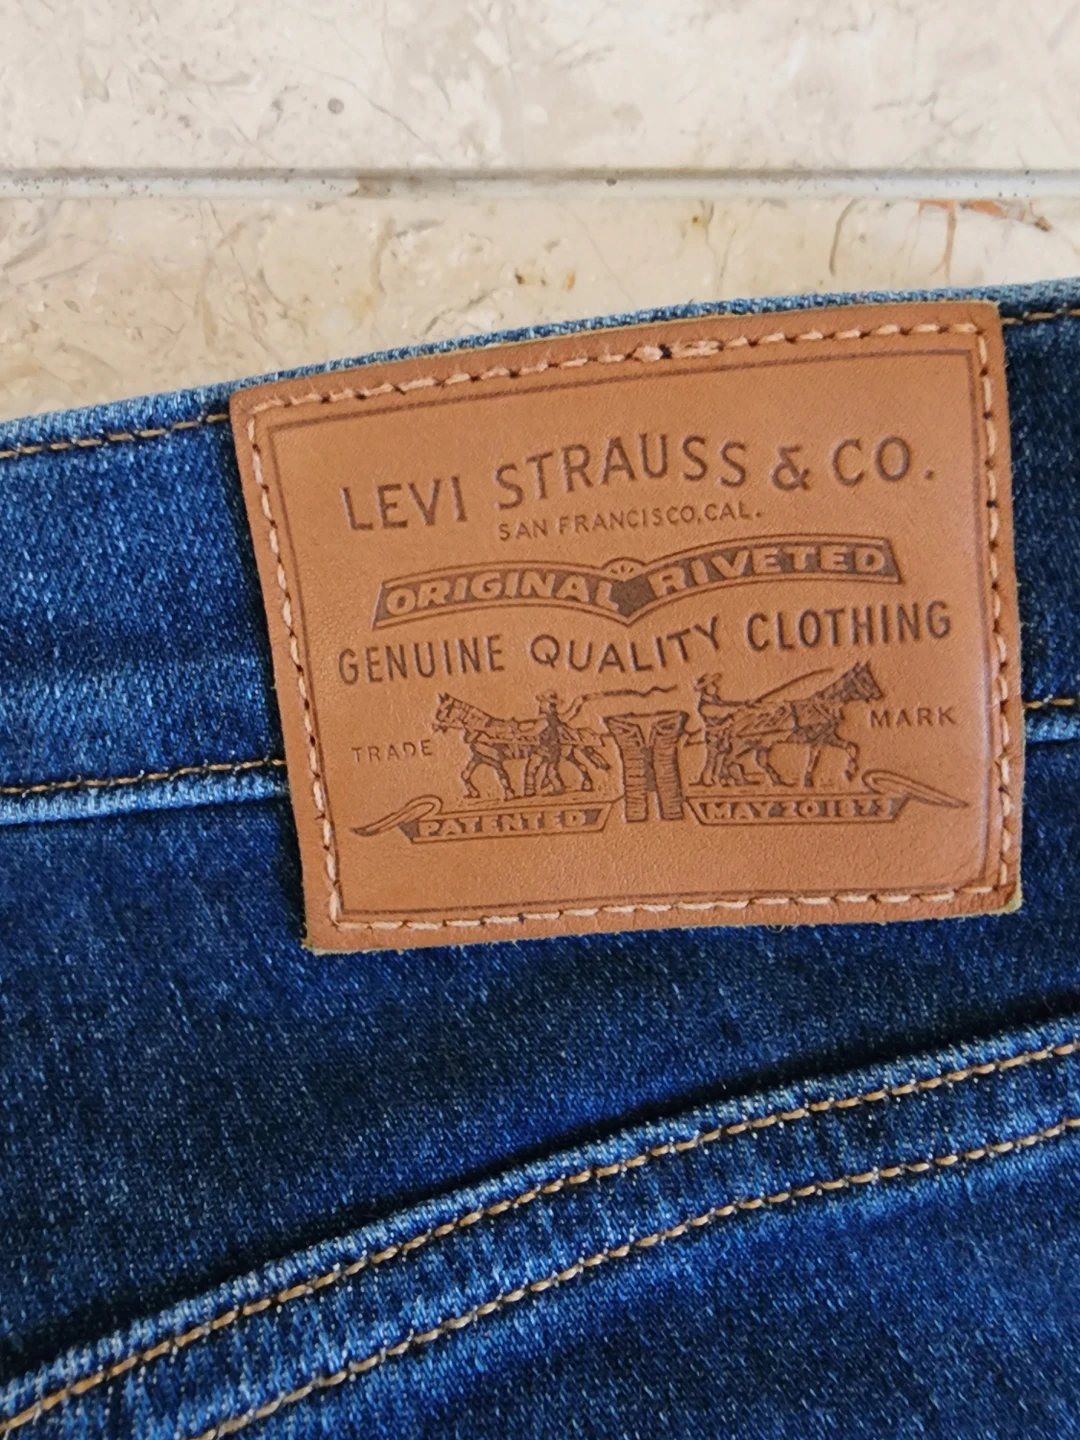 LEVI STRAUSS & CO.
SAN FRANCISCO, CAL.
ORIGINAL RIVETED
GENUINE QUALITY CLOTHING
TRADE MARK
PATENTED MAY 20 1873